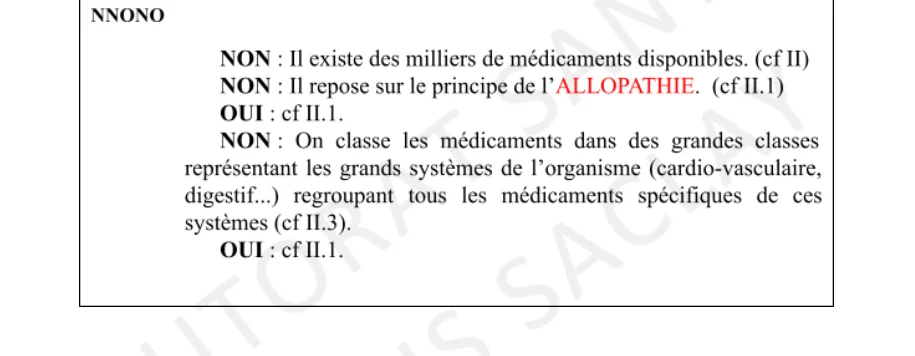 NNONO
NON : Il existe des milliers de médicaments disponibles. (cf II)
NON : Il repose sur le principe de l'ALLOPATHIE. (cf II.1)
OUI : cf II.1.
NON : On classe les médicaments dans des grandes classes
représentant les grands systèmes de l'organisme (cardio-vasculaire,
digestif...) regroupant tous les médicaments spécifiques de ces
systèmes (cf II.3).
OUI : cf II.1.